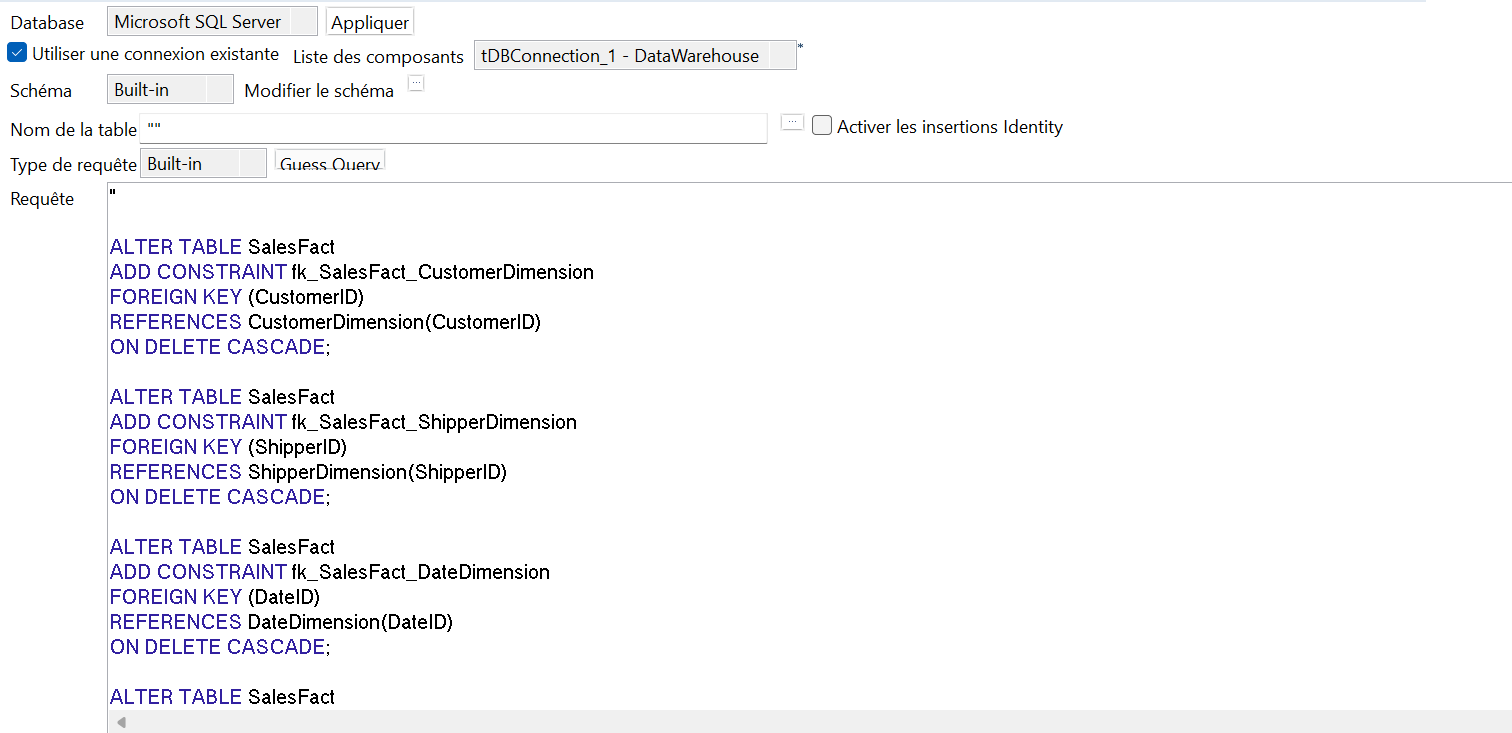 Database Microsoft SQL Server Appliquer
Utiliser une connexion existante Liste des composants tDBConnection_1 - DataWarehouse *
Schéma Built-in Modifier le schéma ...
Nom de la table "" ... Activer les insertions Identity
Type de requête Built-in Guess Query
Requête "
ALTER TABLE SalesFact
ADD CONSTRAINT fk_SalesFact_CustomerDimension
FOREIGN KEY (CustomerID)
REFERENCES CustomerDimension(CustomerID)
ON DELETE CASCADE;
ALTER TABLE SalesFact
ADD CONSTRAINT fk_SalesFact_ShipperDimension
FOREIGN KEY (ShipperID)
REFERENCES ShipperDimension(ShipperID)
ON DELETE CASCADE;
ALTER TABLE SalesFact
ADD CONSTRAINT fk_SalesFact_DateDimension
FOREIGN KEY (DateID)
REFERENCES DateDimension(DateID)
ON DELETE CASCADE;
ALTER TABLE SalesFact